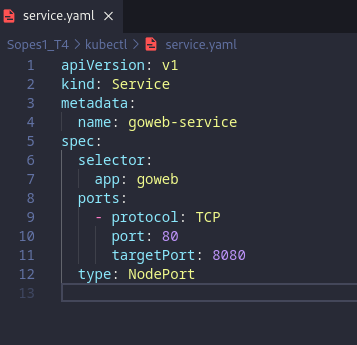 service.yaml ×
Sopes1_T4 > kubectl > service.yaml
1 apiVersion: v1
2 kind: Service
3 metadata:
4   name: goweb-service
5 spec:
6   selector:
7     app: goweb
8   ports:
9     - protocol: TCP
10       port: 80
11       targetPort: 8080
12   type: NodePort
13